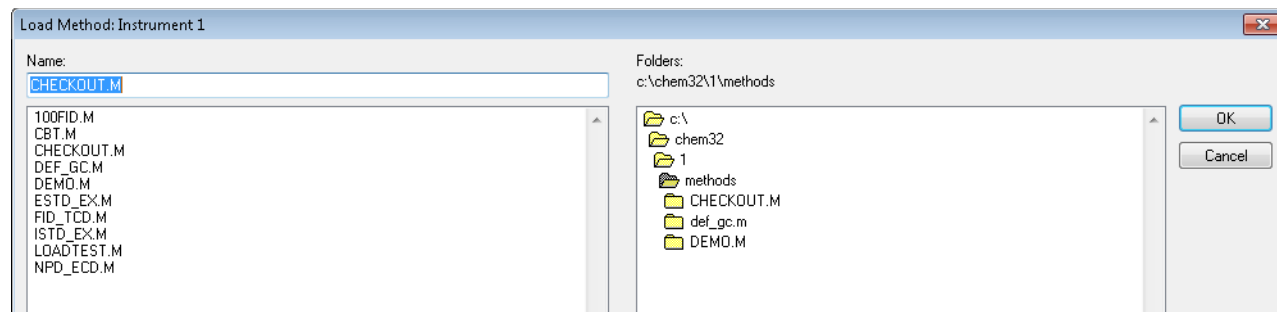 Load Method: Instrument 1
Name:
CHECKOUT.M
100FID.M
CBT.M
CHECKOUT.M
DEF_GC.M
DEMO.M
ESTD_EX.M
FID_TCD.M
ISTD_EX.M
LOADTEST.M
NPD_ECD.M
Folders:
c:\chem32\1\methods
c:\
chem32
1
methods
CHECKOUT.M
def_gc.m
DEMO.M
OK
Cancel